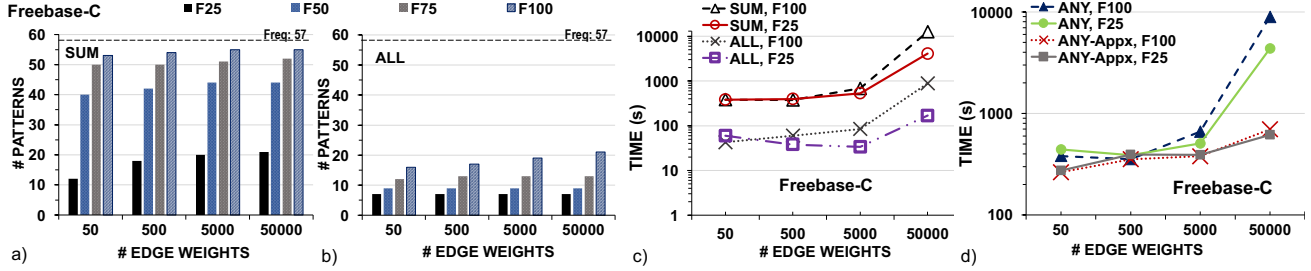 Freebase-C
F25 F50 F75 F100
60
50
40
30
20
10
0
# PATTERNS
SUM
Freq: 57
50 500 5000 50000
# EDGE WEIGHTS
a)
60
50
40
30
20
10
0
# PATTERNS
ALL
Freq: 57
50 500 5000 50000
# EDGE WEIGHTS
b)
SUM, F100
SUM, F25
ALL, F100
ALL, F25
10000
1000
100
10
1
TIME (s)
Freebase-C
50 500 5000 50000
# EDGE WEIGHTS
c)
ANY, F100
ANY, F25
ANY-Appx, F100
ANY-Appx, F25
10000
1000
100
TIME (s)
Freebase-C
50 500 5000 50000
# EDGE WEIGHTS
d)